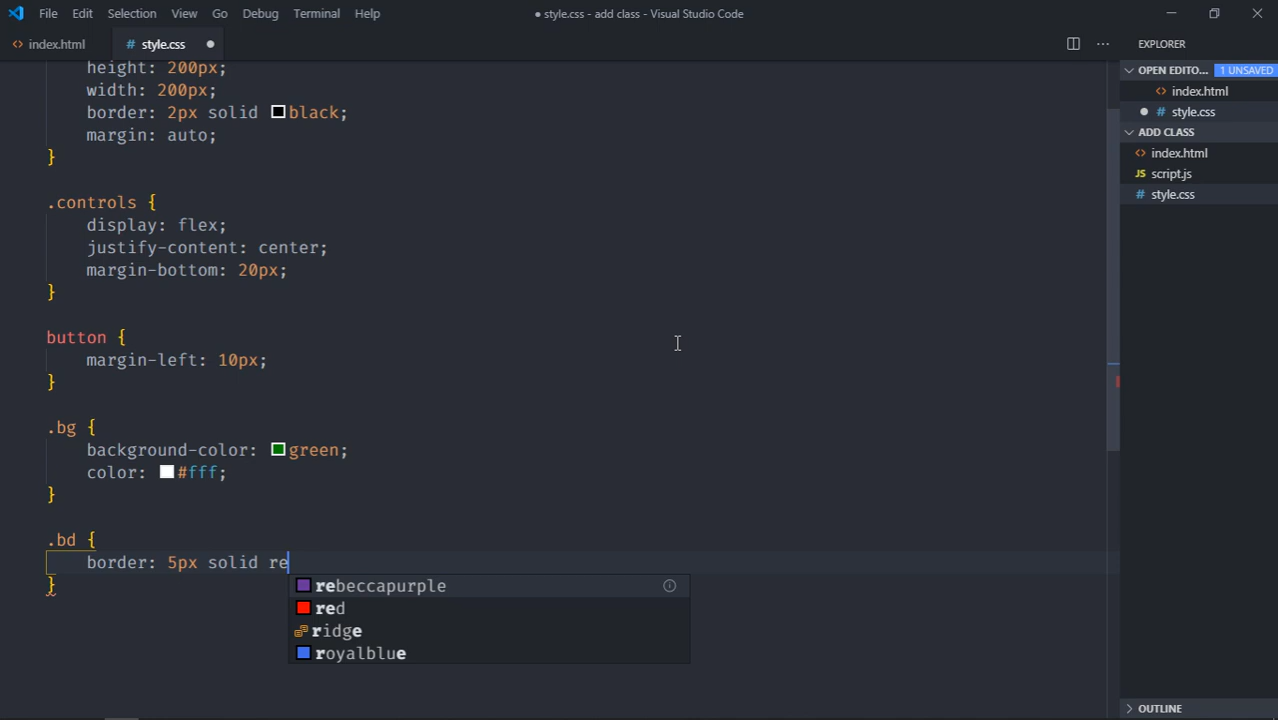 File Edit Selection View Go Debug Terminal Help
● style.css - add class - Visual Studio Code
index.html
# style.css ●
height: 200px;
width: 200px;
border: 2px solid black;
margin: auto;
}
.controls {
display: flex;
justify-content: center;
margin-bottom: 20px;
}
button {
margin-left: 10px;
}
.bg {
background-color: green;
color: #fff;
}
.bd {
border: 5px solid re
}
rebeccapurple
red
ridge
royalblue
EXPLORER
OPEN EDITO... 1 UNSAVED
index.html
# style.css
ADD CLASS
index.html
JS script.js
# style.css
OUTLINE